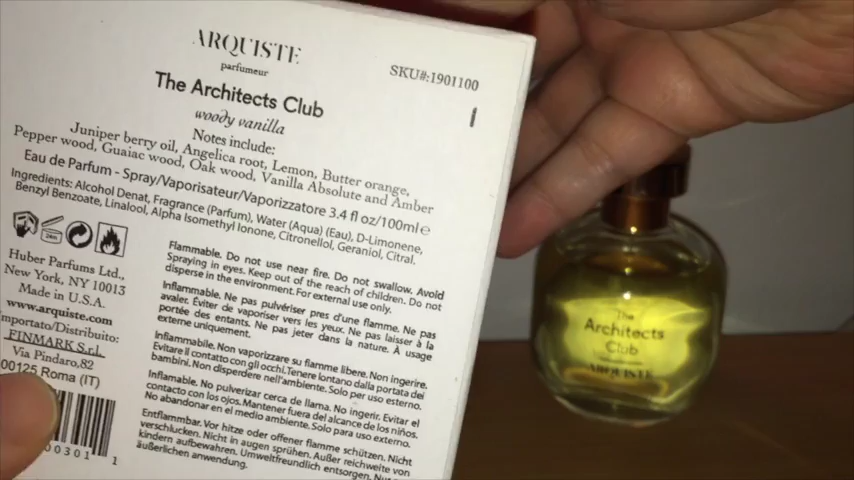 ARQUISTE
parfumeur
SKU#:1901100
The Architects Club
woody vanilla
Notes include:
Juniper berry oil, Angelica root, Lemon, Butter orange,
Pepper wood, Guaiac wood, Oak wood, Vanilla Absolute and Amber
Eau de Parfum - Spray/Vaporisateur/Vaporizzatore 3.4 fl oz/100ml ℮
Ingredients: Alcohol Denat, Fragrance (Parfum), Water (Aqua) (Eau), D-Limonene,
Benzyl Benzoate, Linalool, Alpha Isomethyl Ionone, Citronellol, Geraniol, Citral.
24M
Huber Parfums Ltd.,
New York, NY 10013
Made in U.S.A.
www.arquiste.com
mportato/Distribuito:
FINMARK S.r.l.
Via Pindaro,82
00125 Roma (IT)
00301 1
Flammable. Do not use near fire. Do not swallow. Avoid
Spraying in eyes. Keep out of the reach of children. Do not
disperse in the environment. For external use only.
Inflammable. Ne pas pulvériser pres d'une flamme. Ne pas
avaler. Éviter de vaporiser vers les yeux. Ne pas laisser à la
portée des enfants. Ne pas jeter dans la nature. À usage
externe uniquement.
Inflammabile. Non vaporizzare su fiamme libere. Non ingerire.
Evitare il contatto con gli occhi. Tenere lontano dalla portata dei
bambini. Non disperdere nell'ambiente. Solo per uso esterno.
Inflamable. No pulverizar cerca de llama. No ingerir. Evitar el
contacto con los ojos. Mantener fuera del alcance de los niños.
No abandonar en el medio ambiente. Solo para uso externo.
Entflammbar. Vor hitze oder offener flamme schützen. Nicht
verschlucken. Nicht in augen sprühen. Außer reichweite von
kindern aufbewahren. Umweltfreundlich entsorgen. Nur
äußerlichen anwendung.
The
Architects
Club
ARQUISTE